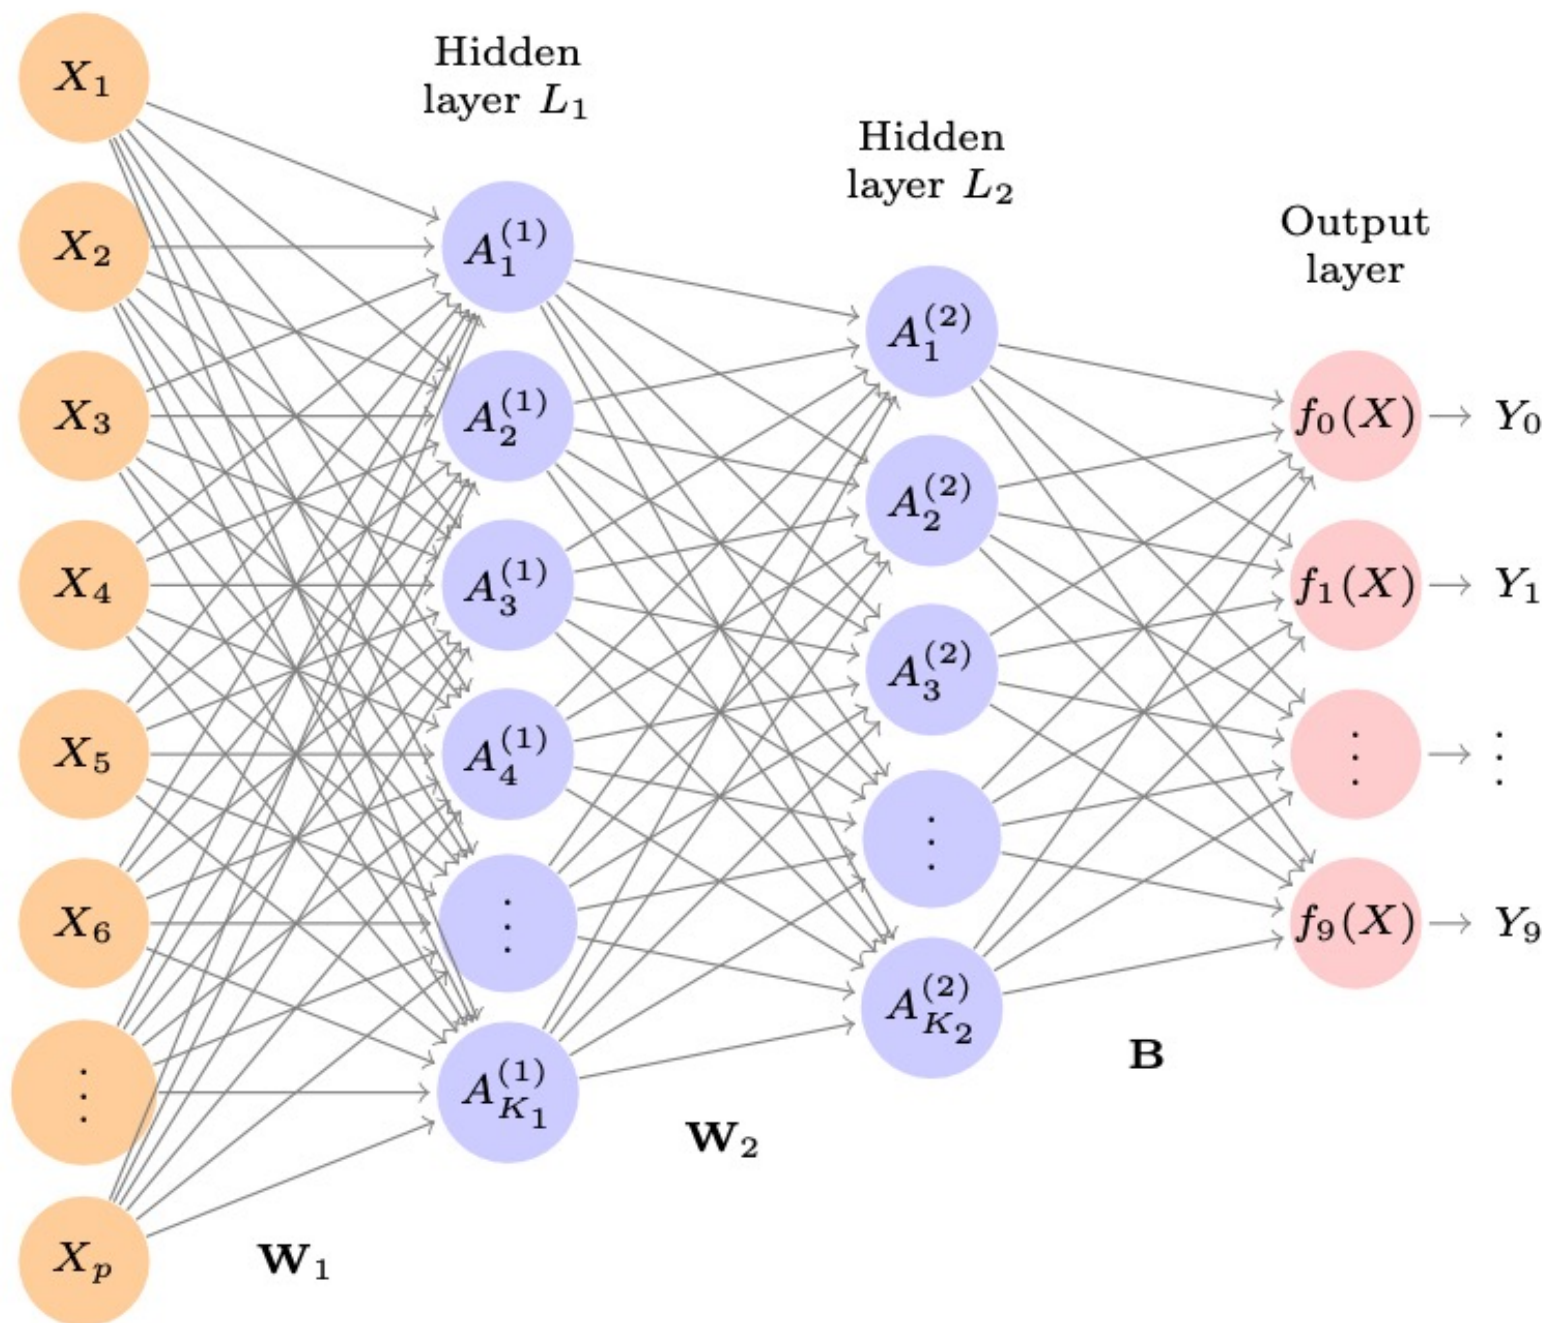 Hidden
layer L₁
Hidden
layer L₂
Output
layer
X₁
X₂
X₃
X₄
X₅
X₆
⋮
Xₚ
A₁⁽¹⁾
A₂⁽¹⁾
A₃⁽¹⁾
A₄⁽¹⁾
⋮
A_{K₁}⁽¹⁾
A₁⁽²⁾
A₂⁽²⁾
A₃⁽²⁾
⋮
A_{K₂}⁽²⁾
f₀(X) → Y₀
f₁(X) → Y₁
⋮ → ⋮
f₉(X) → Y₉
W₁
W₂
B